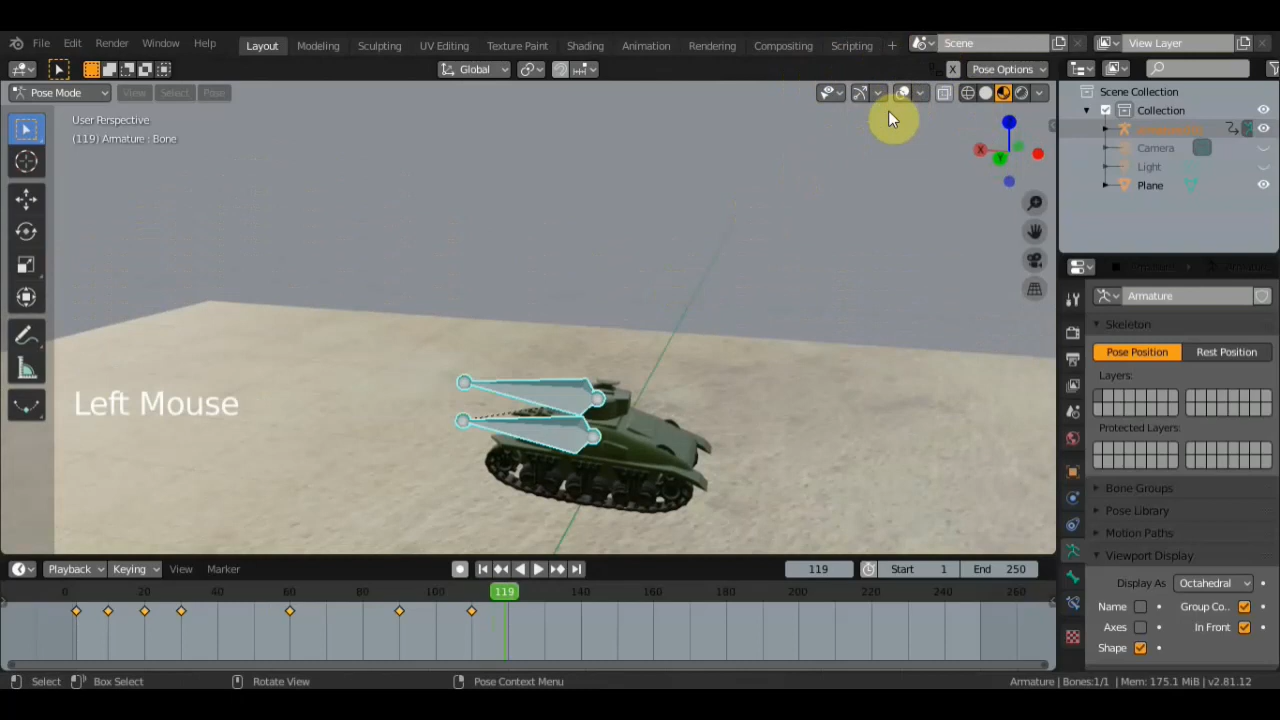 File Edit Render Window Help Layout Modeling Sculpting UV Editing Texture Paint Shading Animation Rendering Compositing Scripting + Scene View Layer
Global X Pose Options
Pose Mode View Select Pose
User Perspective
(119) Armature : Bone
X
Y
Scene Collection
Collection
Camera
Light
Plane
Armature
Skeleton
Pose Position Rest Position
Layers:
Protected Layers:
Bone Groups
Pose Library
Motion Paths
Viewport Display
Display As Octahedral
Name Group Co..
Axes In Front
Shape
Left Mouse
Playback Keying View Marker 119 Start 1 End 250
0 20 40 60 80 100 119 140 160 180 200 220 240 260
Select Box Select Rotate View Pose Context Menu Armature | Bones:1/1 | Mem: 175.1 MiB | v2.81.12